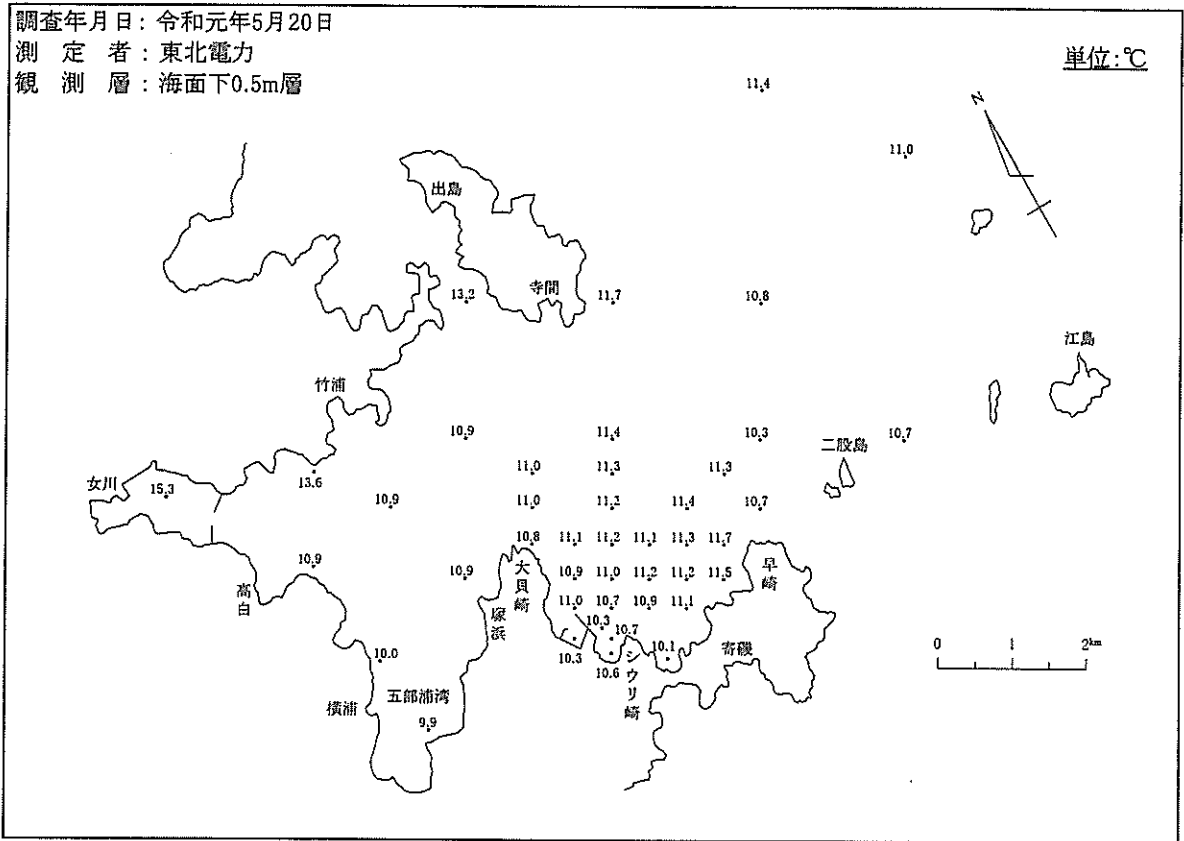 調査年月日：令和元年5月20日
測定者：東北電力
観測層：海面下0.5m層
単位:℃
11.4
N
11.0
出島
寺間
13.2
11.7
10.8
江島
竹浦
10.9
11.4
10.3
10.7
二股島
11.0
11.3
11.3
女川
15.3
13.6
10.9
11.0
11.2
11.4
10.7
10.8
11.1
11.2
11.1
11.3
11.7
10.9
10.9
大貝崎
10.9
11.0
11.2
11.2
11.5
早崎
高白
塚浜
11.0
10.7
10.9
11.1
10.3
10.7
10.3
10.6
シウリ崎
10.1
寄磯
0 1 2km
10.0
五部浦湾
横浦
9.9